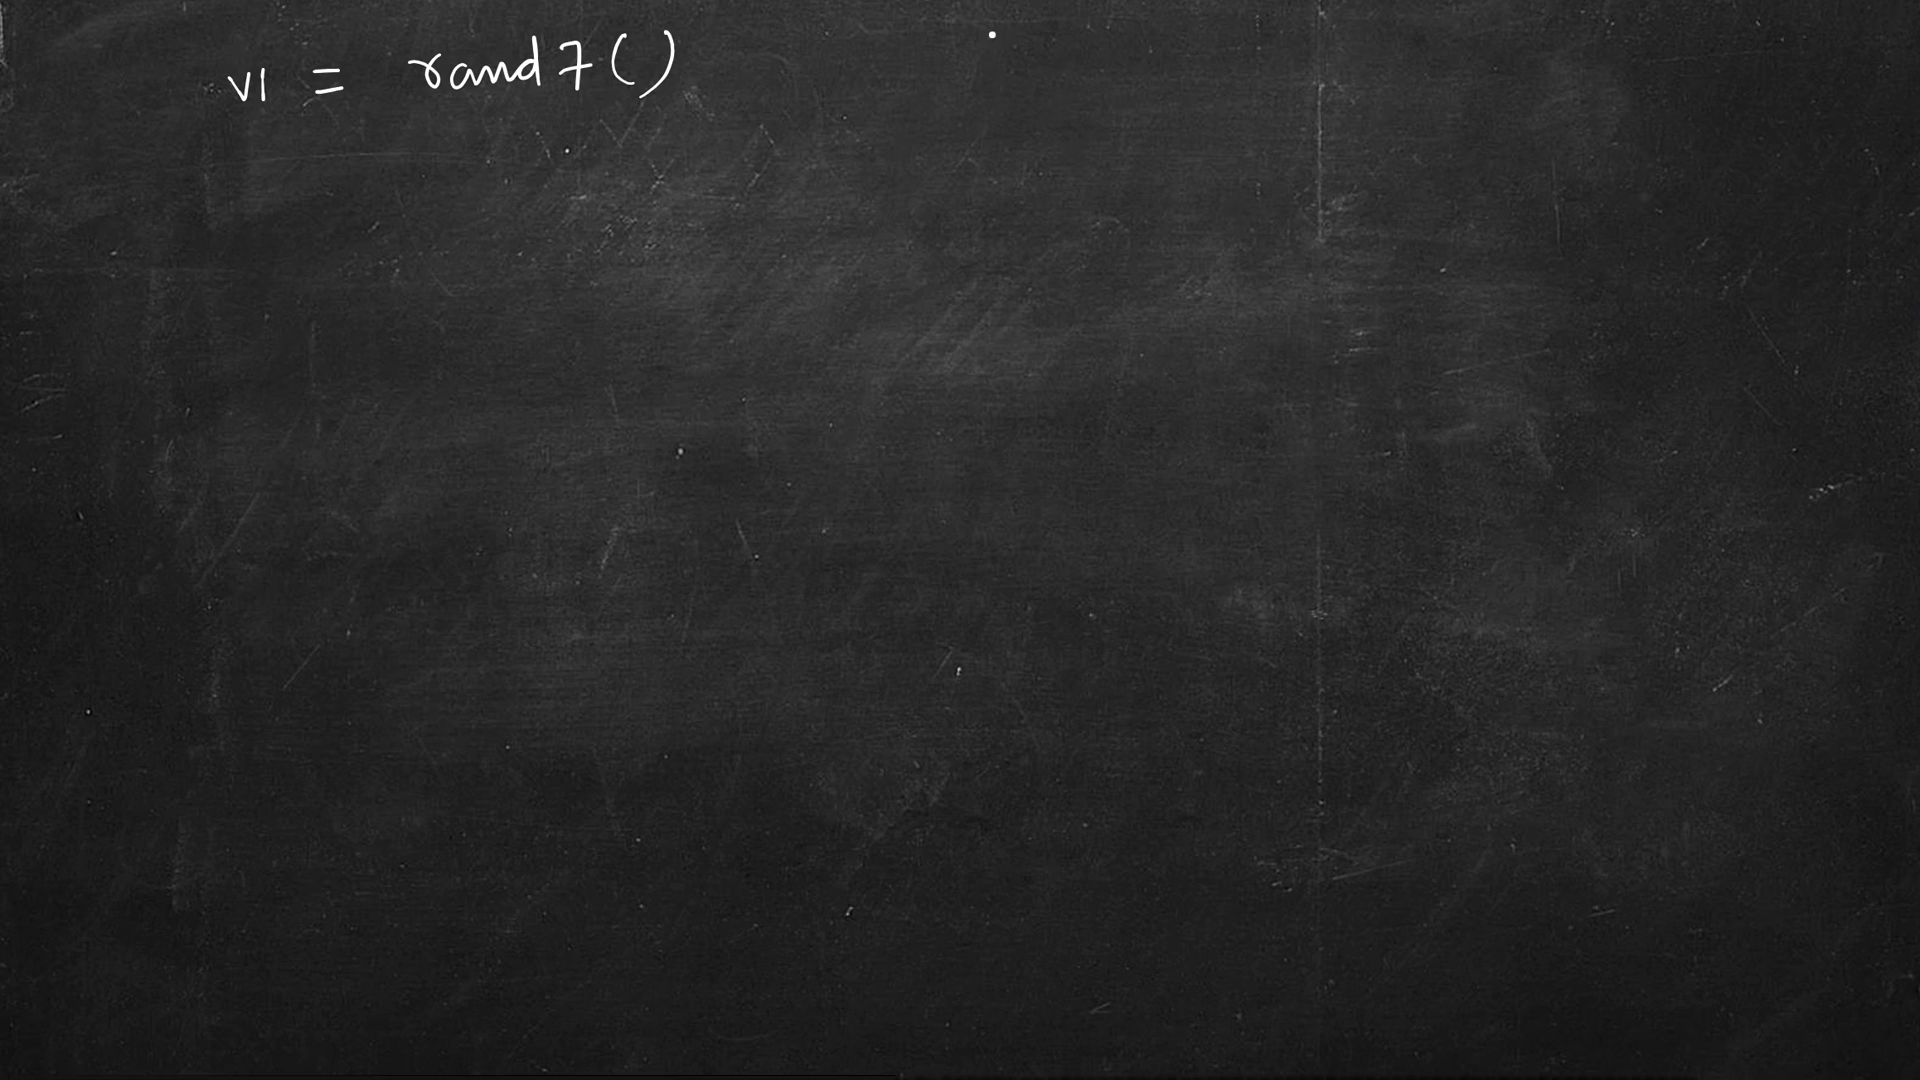 v1 = rand7()